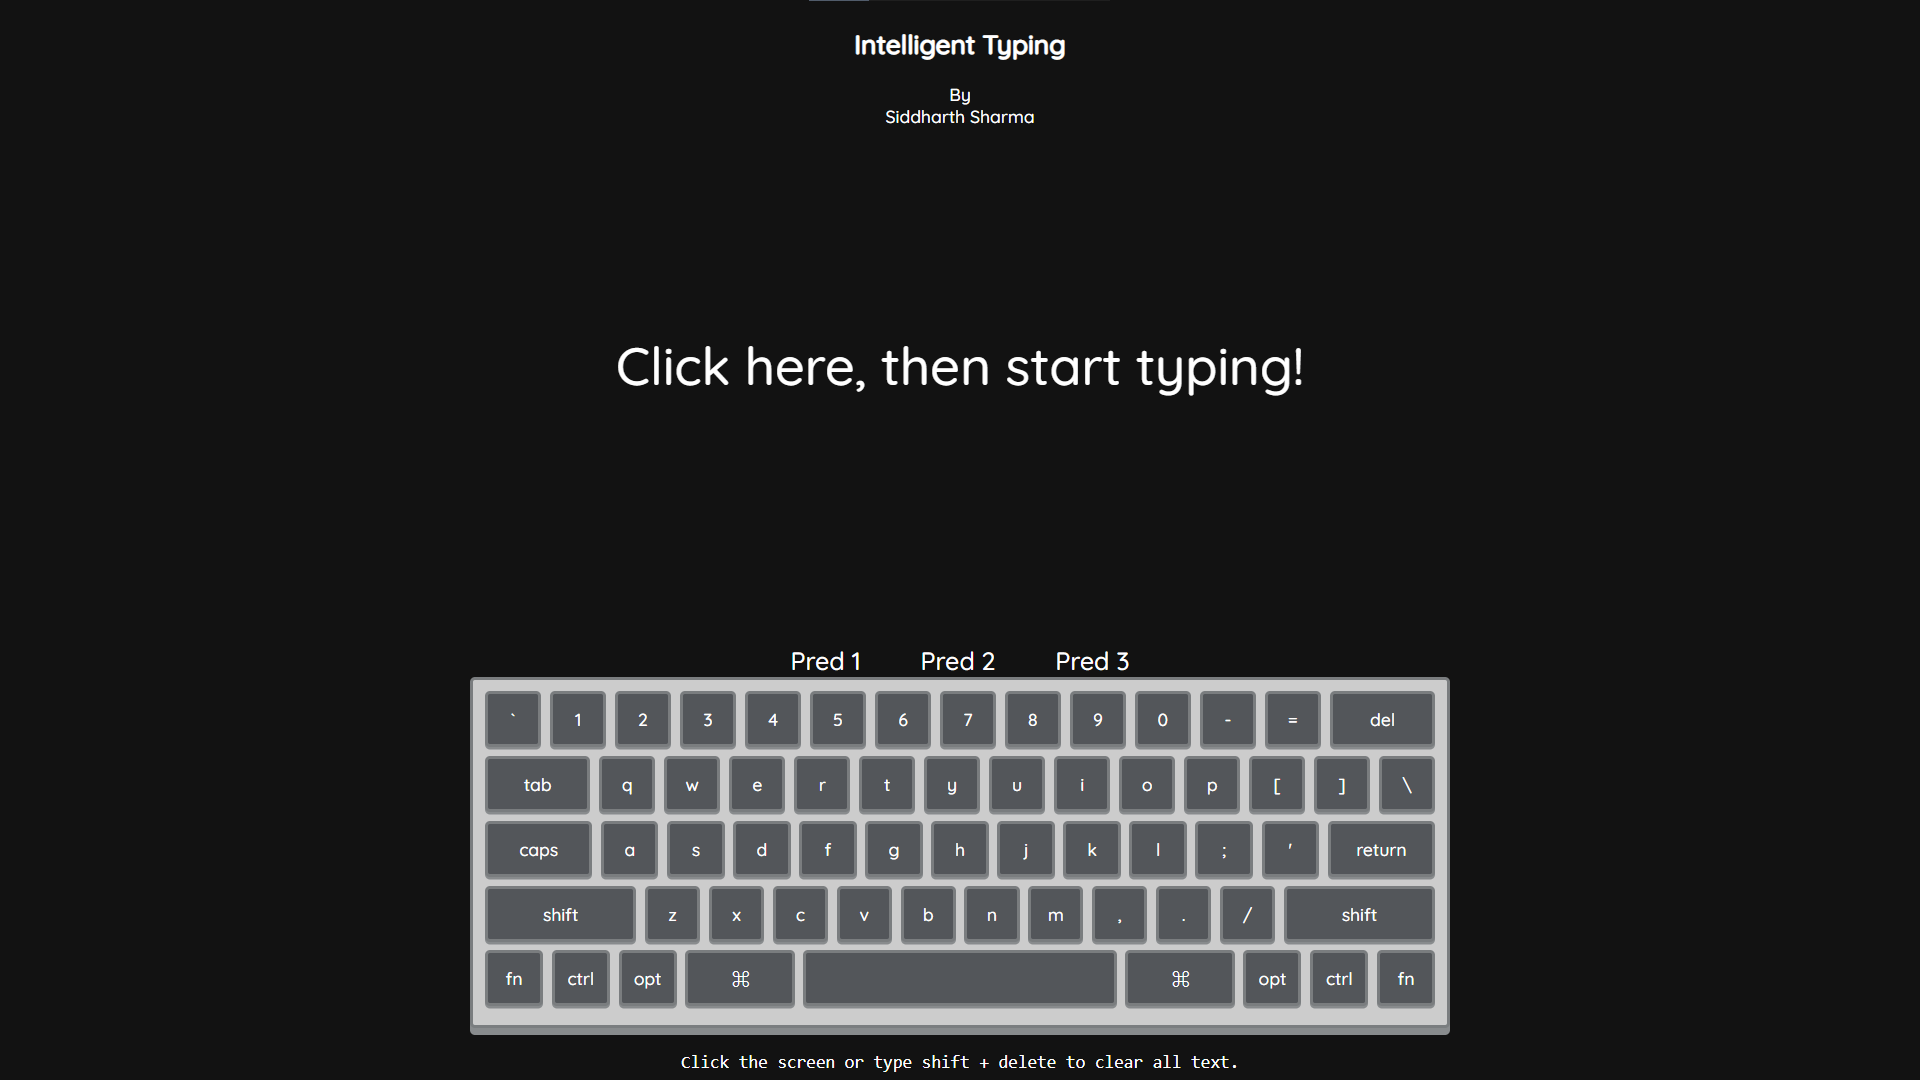 Intelligent Typing
By
Siddharth Sharma
Click here, then start typing!
Pred 1 Pred 2 Pred 3
` 1 2 3 4 5 6 7 8 9 0 - = del
tab q w e r t y u i o p [ ] \
caps a s d f g h j k l ; ' return
shift z x c v b n m , . / shift
fn ctrl opt ⌘ ⌘ opt ctrl fn
Click the screen or type shift + delete to clear all text.